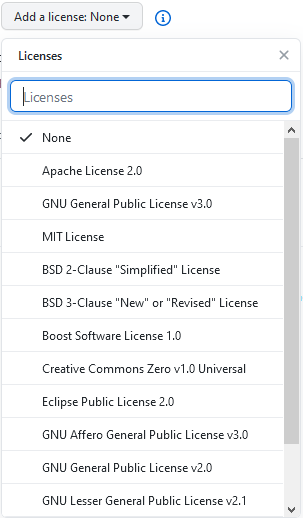 Add a license: None
Licenses
Licenses
None
Apache License 2.0
GNU General Public License v3.0
MIT License
BSD 2-Clause "Simplified" License
BSD 3-Clause "New" or "Revised" License
Boost Software License 1.0
Creative Commons Zero v1.0 Universal
Eclipse Public License 2.0
GNU Affero General Public License v3.0
GNU General Public License v2.0
GNU Lesser General Public License v2.1